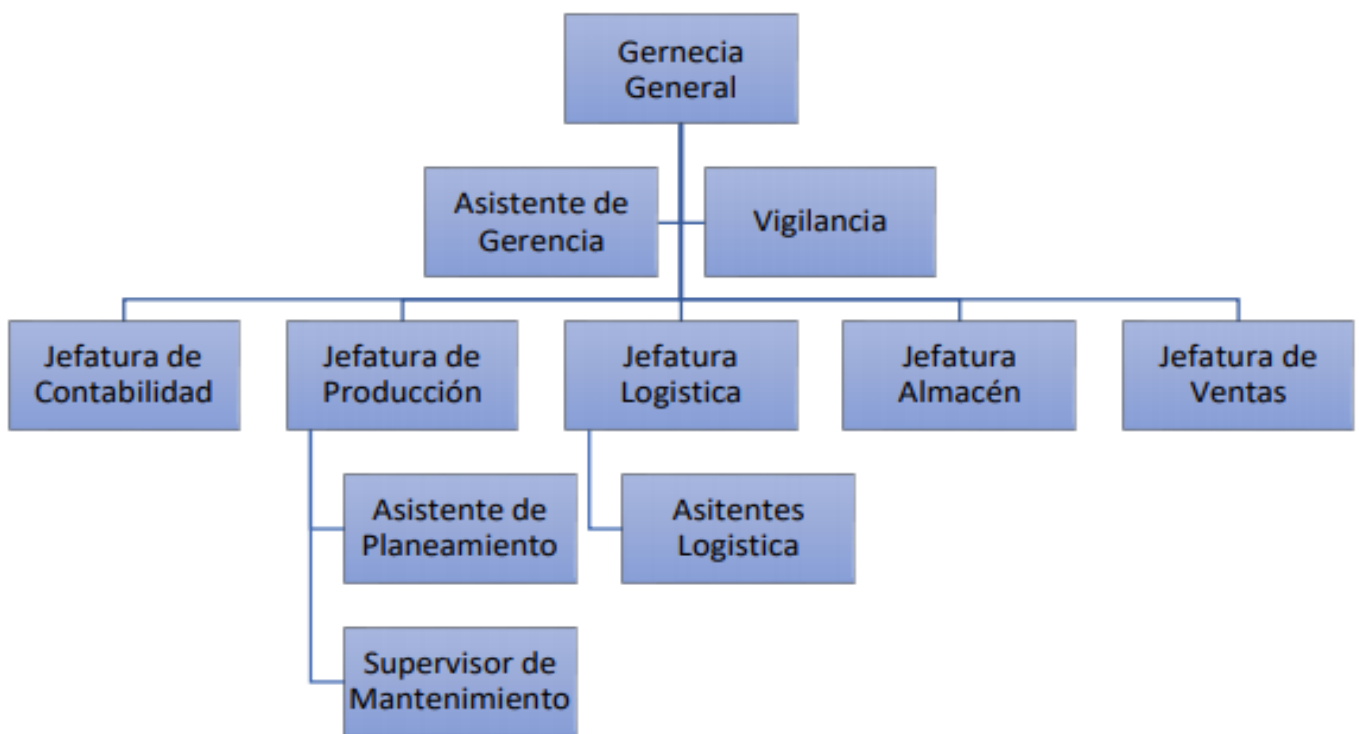 Gernecia
General
Asistente de
Gerencia
Vigilancia
Jefatura de
Contabilidad
Jefatura de
Producción
Jefatura
Logistica
Jefatura
Almacén
Jefatura de
Ventas
Asistente de
Planeamiento
Asitentes
Logistica
Supervisor de
Mantenimiento